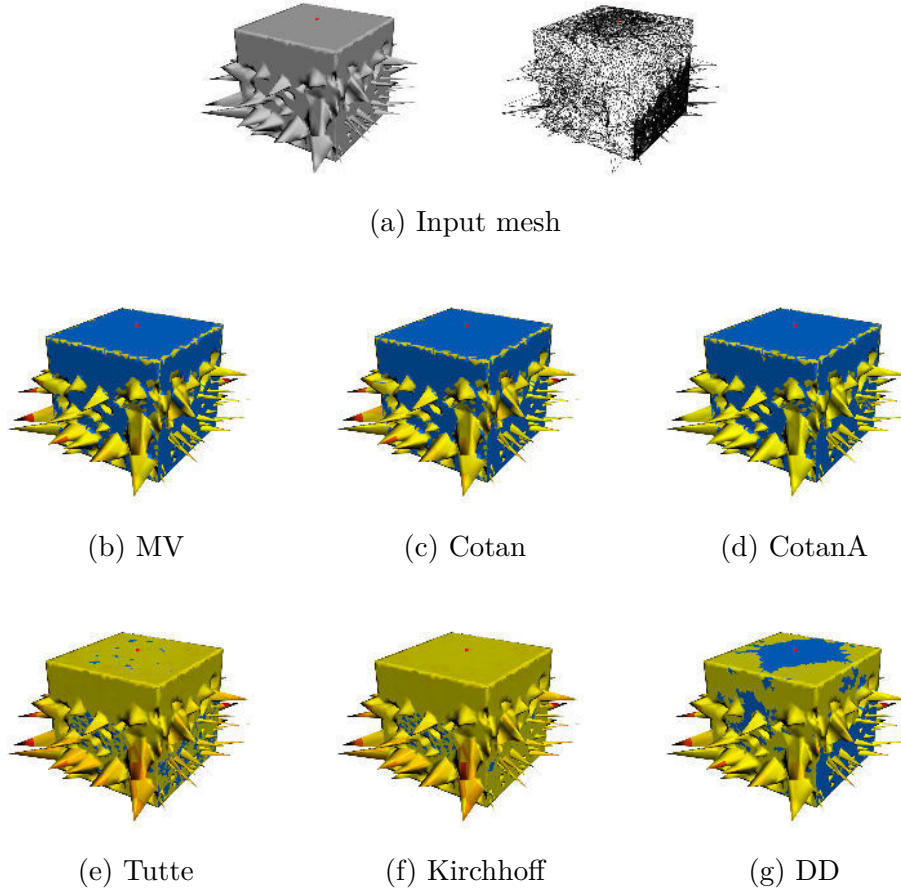 (a) Input mesh
(b) MV
(c) Cotan
(d) CotanA
(e) Tutte
(f) Kirchhoff
(g) DD